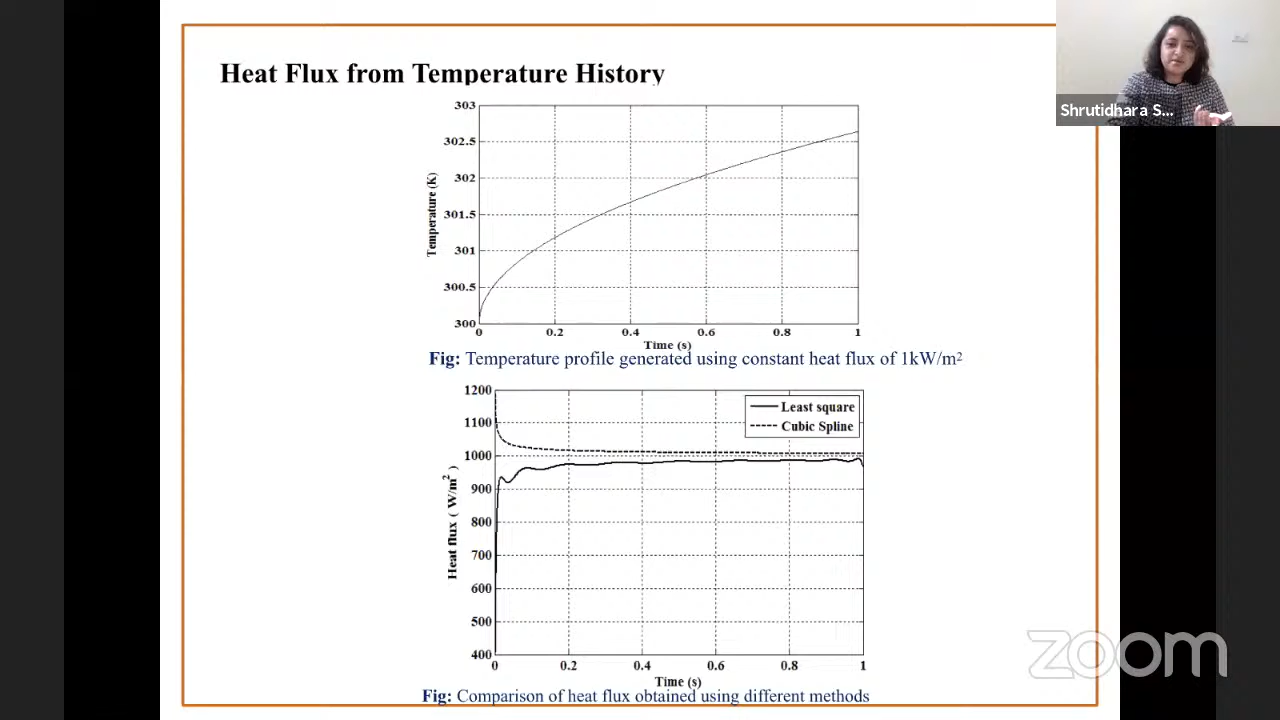 Heat Flux from Temperature History
303
302.5
302
301.5
301
300.5
300
Temperature (K)
0 0.2 0.4 0.6 0.8 1
Time (s)
Fig: Temperature profile generated using constant heat flux of 1kW/m²
1200
1100
1000
900
800
700
600
500
400
Heat flux ( W/m² )
Least square
Cubic Spline
0 0.2 0.4 0.6 0.8 1
Time (s)
Fig: Comparison of heat flux obtained using different methods
Shrutidhara S...
zoom